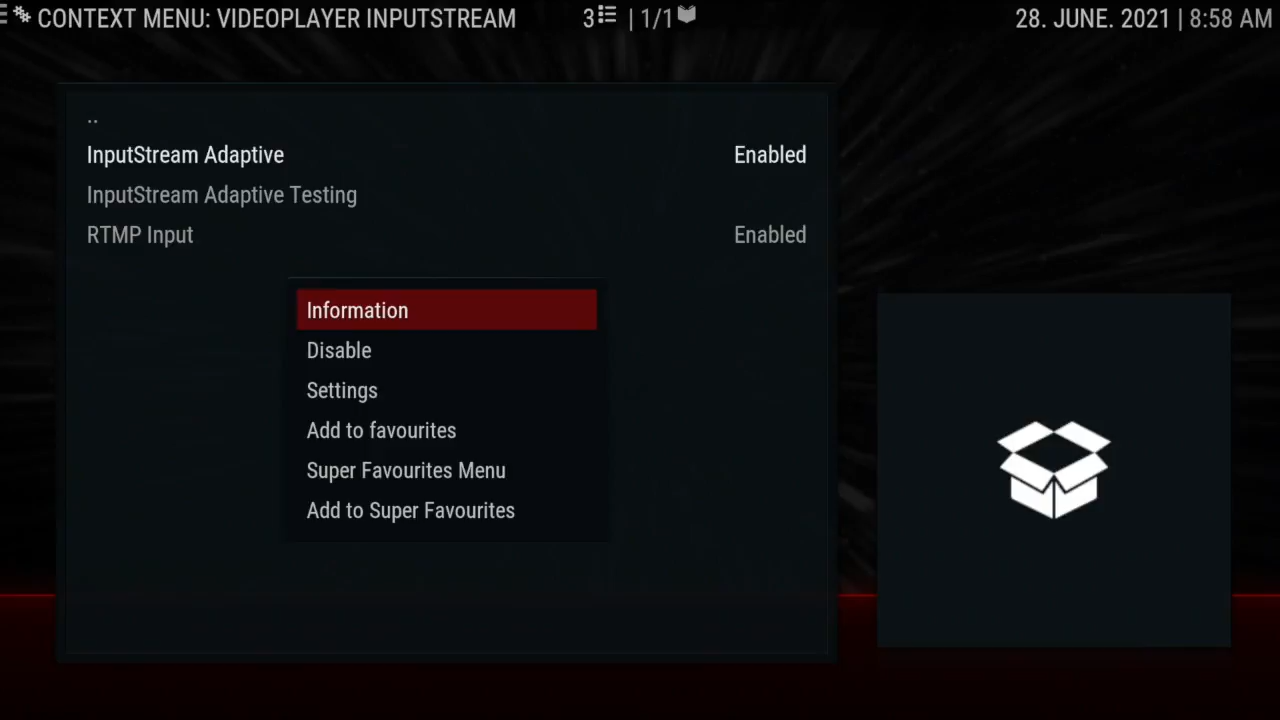 CONTEXT MENU: VIDEOPLAYER INPUTSTREAM 3 | 1/1 28. JUNE. 2021 | 8:58 AM
..
InputStream Adaptive Enabled
InputStream Adaptive Testing
RTMP Input Enabled
Information
Disable
Settings
Add to favourites
Super Favourites Menu
Add to Super Favourites